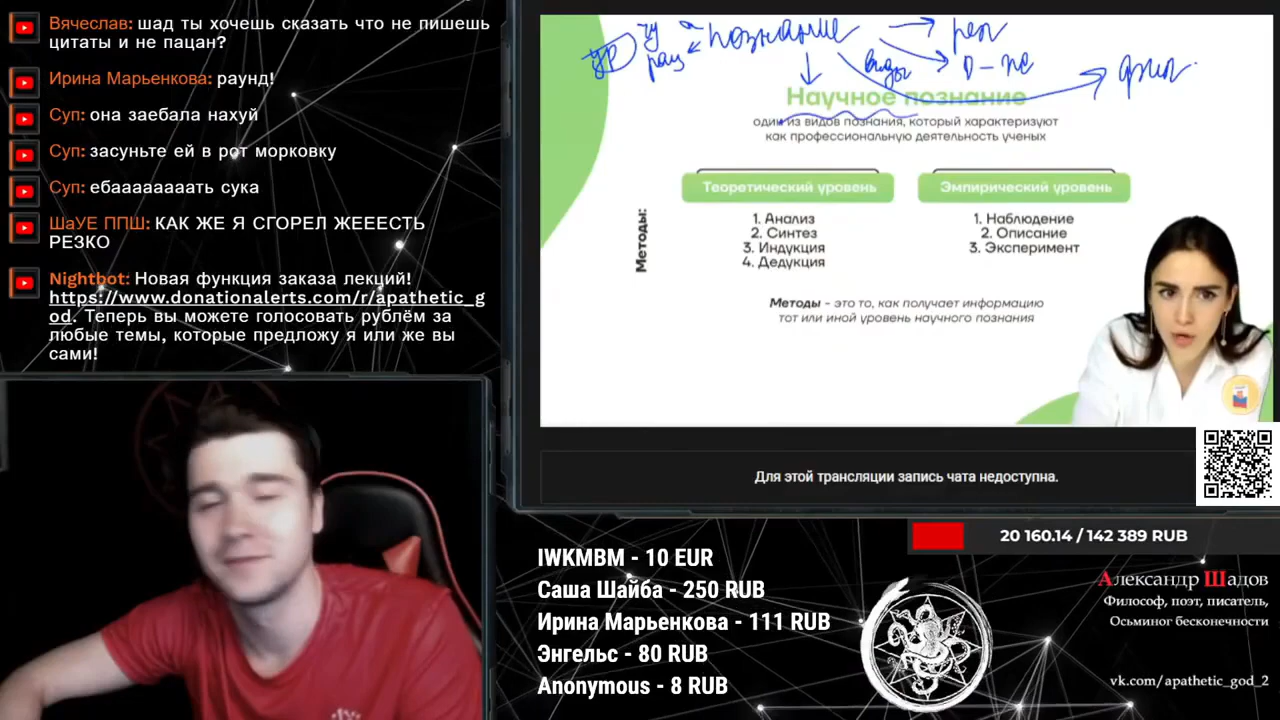 Вячеслав: шад ты хочешь сказать что не пишешь
цитаты и не пацан?
Ирина Марьенкова: раунд!
Суп: она заебала нахуй
Суп: засуньте ей в рот морковку
Суп: ебаааааааать сука
ШаУЕ ППШ: КАК ЖЕ Я СГОРЕЛ ЖЕЕЕСТЬ
РЕЗКО
Nightbot: Новая функция заказа лекций!
https://www.donationalerts.com/r/apathetic_g
od. Теперь вы можете голосовать рублём за
любые темы, которые предложу я или же вы
сами!
познание
виды
Научное познание
один из видов познания, который характеризуют
как профессиональную деятельность ученых
Теоретический уровень
Эмпирический уровень
Методы:
1. Анализ
2. Синтез
3. Индукция
4. Дедукция
1. Наблюдение
2. Описание
3. Эксперимент
Методы - это то, как получает информацию
тот или иной уровень научного познания
Для этой трансляции запись чата недоступна.
20 160.14 / 142 389 RUB
IWKMBM - 10 EUR
Саша Шайба - 250 RUB
Ирина Марьенкова - 111 RUB
Энгельс - 80 RUB
Anonymous - 8 RUB
Александр Шадов
Философ, поэт, писатель,
Осьминог бесконечности
vk.com/apathetic_god_2